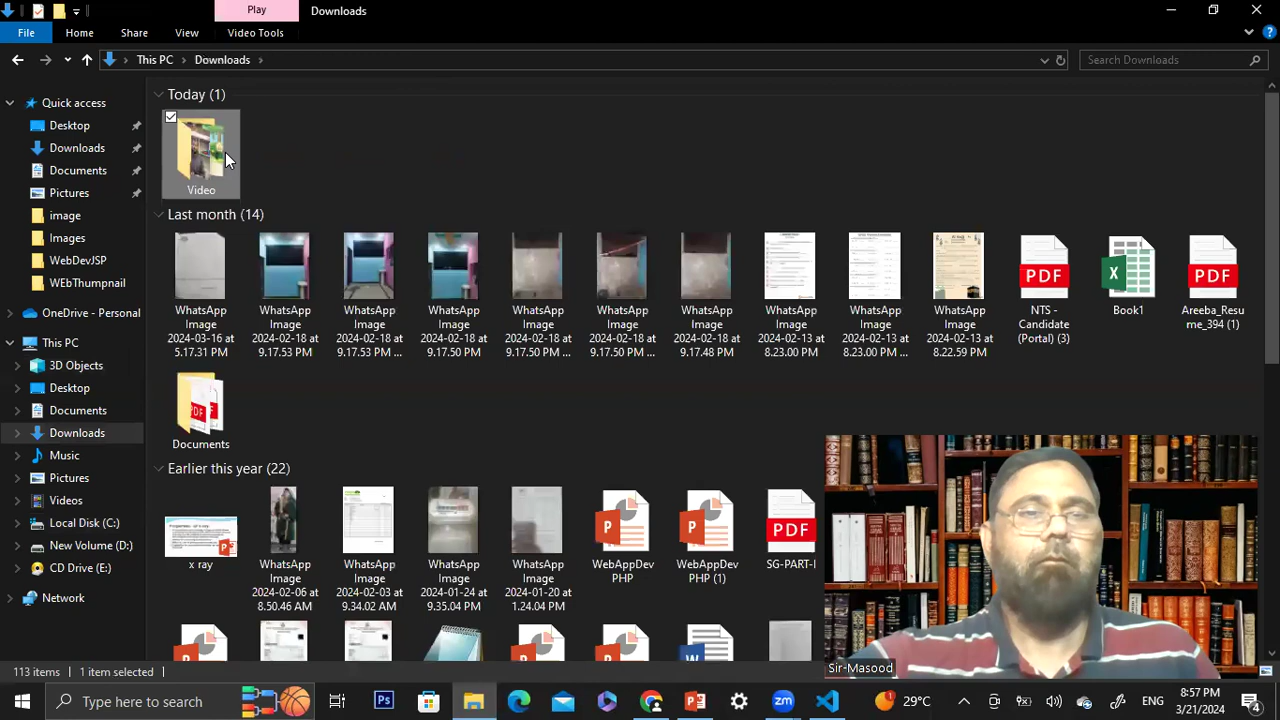 Play
Downloads
File
Home
Share
View
Video Tools
This PC
Downloads
Search Downloads
Quick access
Desktop
Downloads
Documents
Pictures
image
Images
WebDevJSP
WEbThumpnail
OneDrive - Personal
This PC
3D Objects
Desktop
Documents
Downloads
Music
Pictures
Videos
Local Disk (C:)
New Volume (D:)
CD Drive (E:)
Network
Today (1)
Video
Last month (14)
WhatsApp
Image
2024-03-16 at
5.17.31 PM
WhatsApp
Image
2024-02-18 at
9.17.53 PM
WhatsApp
Image
2024-02-18 at
9.17.53 PM ...
WhatsApp
Image
2024-02-18 at
9.17.50 PM
WhatsApp
Image
2024-02-18 at
9.17.50 PM ...
WhatsApp
Image
2024-02-18 at
9.17.50 PM ...
WhatsApp
Image
2024-02-18 at
9.17.48 PM
WhatsApp
Image
2024-02-13 at
8.23.00 PM
WhatsApp
Image
2024-02-13 at
8.23.00 PM ...
WhatsApp
Image
2024-02-13 at
8.22.59 PM
PDF
NTS -
Candidate
(Portal) (3)
Book1
PDF
Areeba_Resu
me_394 (1)
PDF
Documents
Earlier this year (22)
x ray
WhatsApp
Image
2024-02-06 at
8.50.46 AM
WhatsApp
Image
2024-02-03 at
9.34.02 AM
WhatsApp
Image
2024-01-24 at
9.35.04 PM
WhatsApp
Image
2024-01-20 at
1.24.04 PM
WebAppDev
PHP
WebAppDev
PHP (1)
PDF
SG-PART-I
Sir-Masood
113 items
1 item selected
Type here to search
Ps
zm
29°C
ENG
8:57 PM
3/21/2024
4